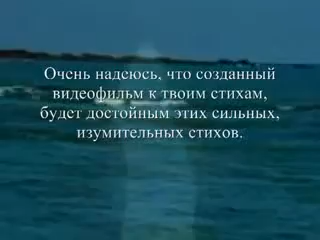 Очень надеюсь, что созданный
видеофильм к твоим стихам,
будет достойным этих сильных,
изумительных стихов.